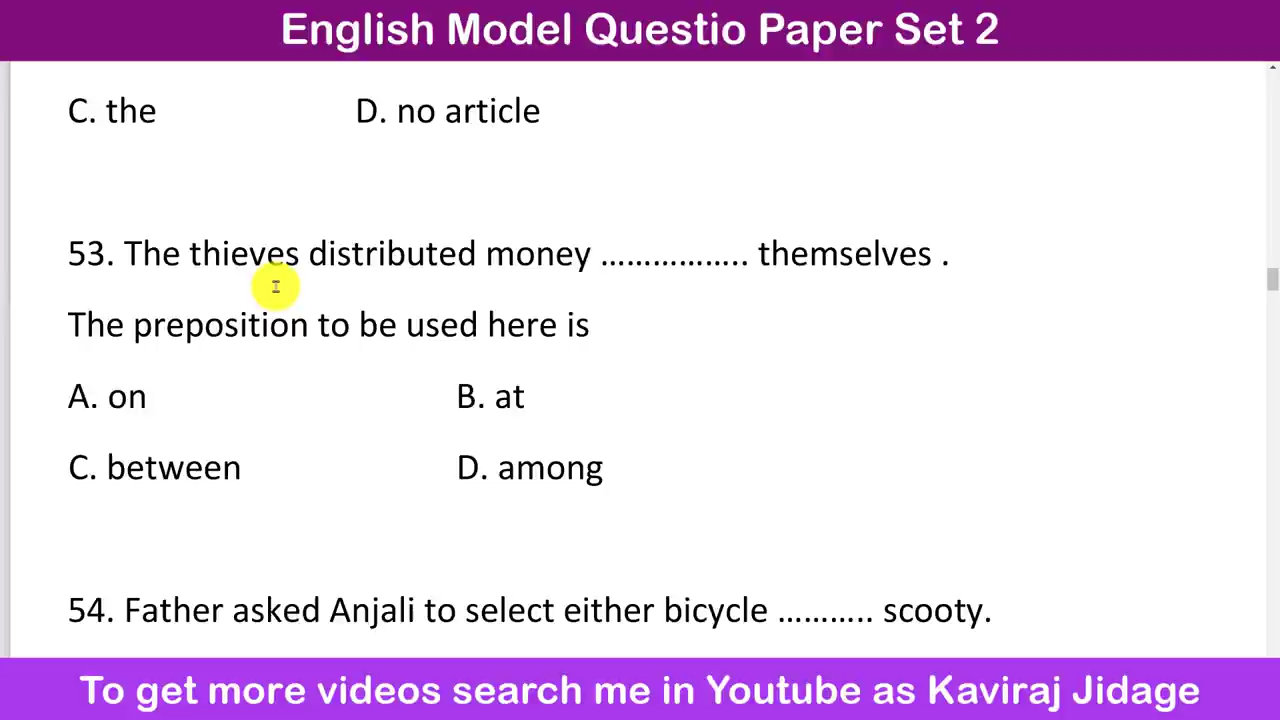 English Model Questio Paper Set 2
C. the D. no article
53. The thieves distributed money …………….. themselves .
The preposition to be used here is
A. on B. at
C. between D. among
54. Father asked Anjali to select either bicycle ……….. scooty.
To get more videos search me in Youtube as Kaviraj Jidage